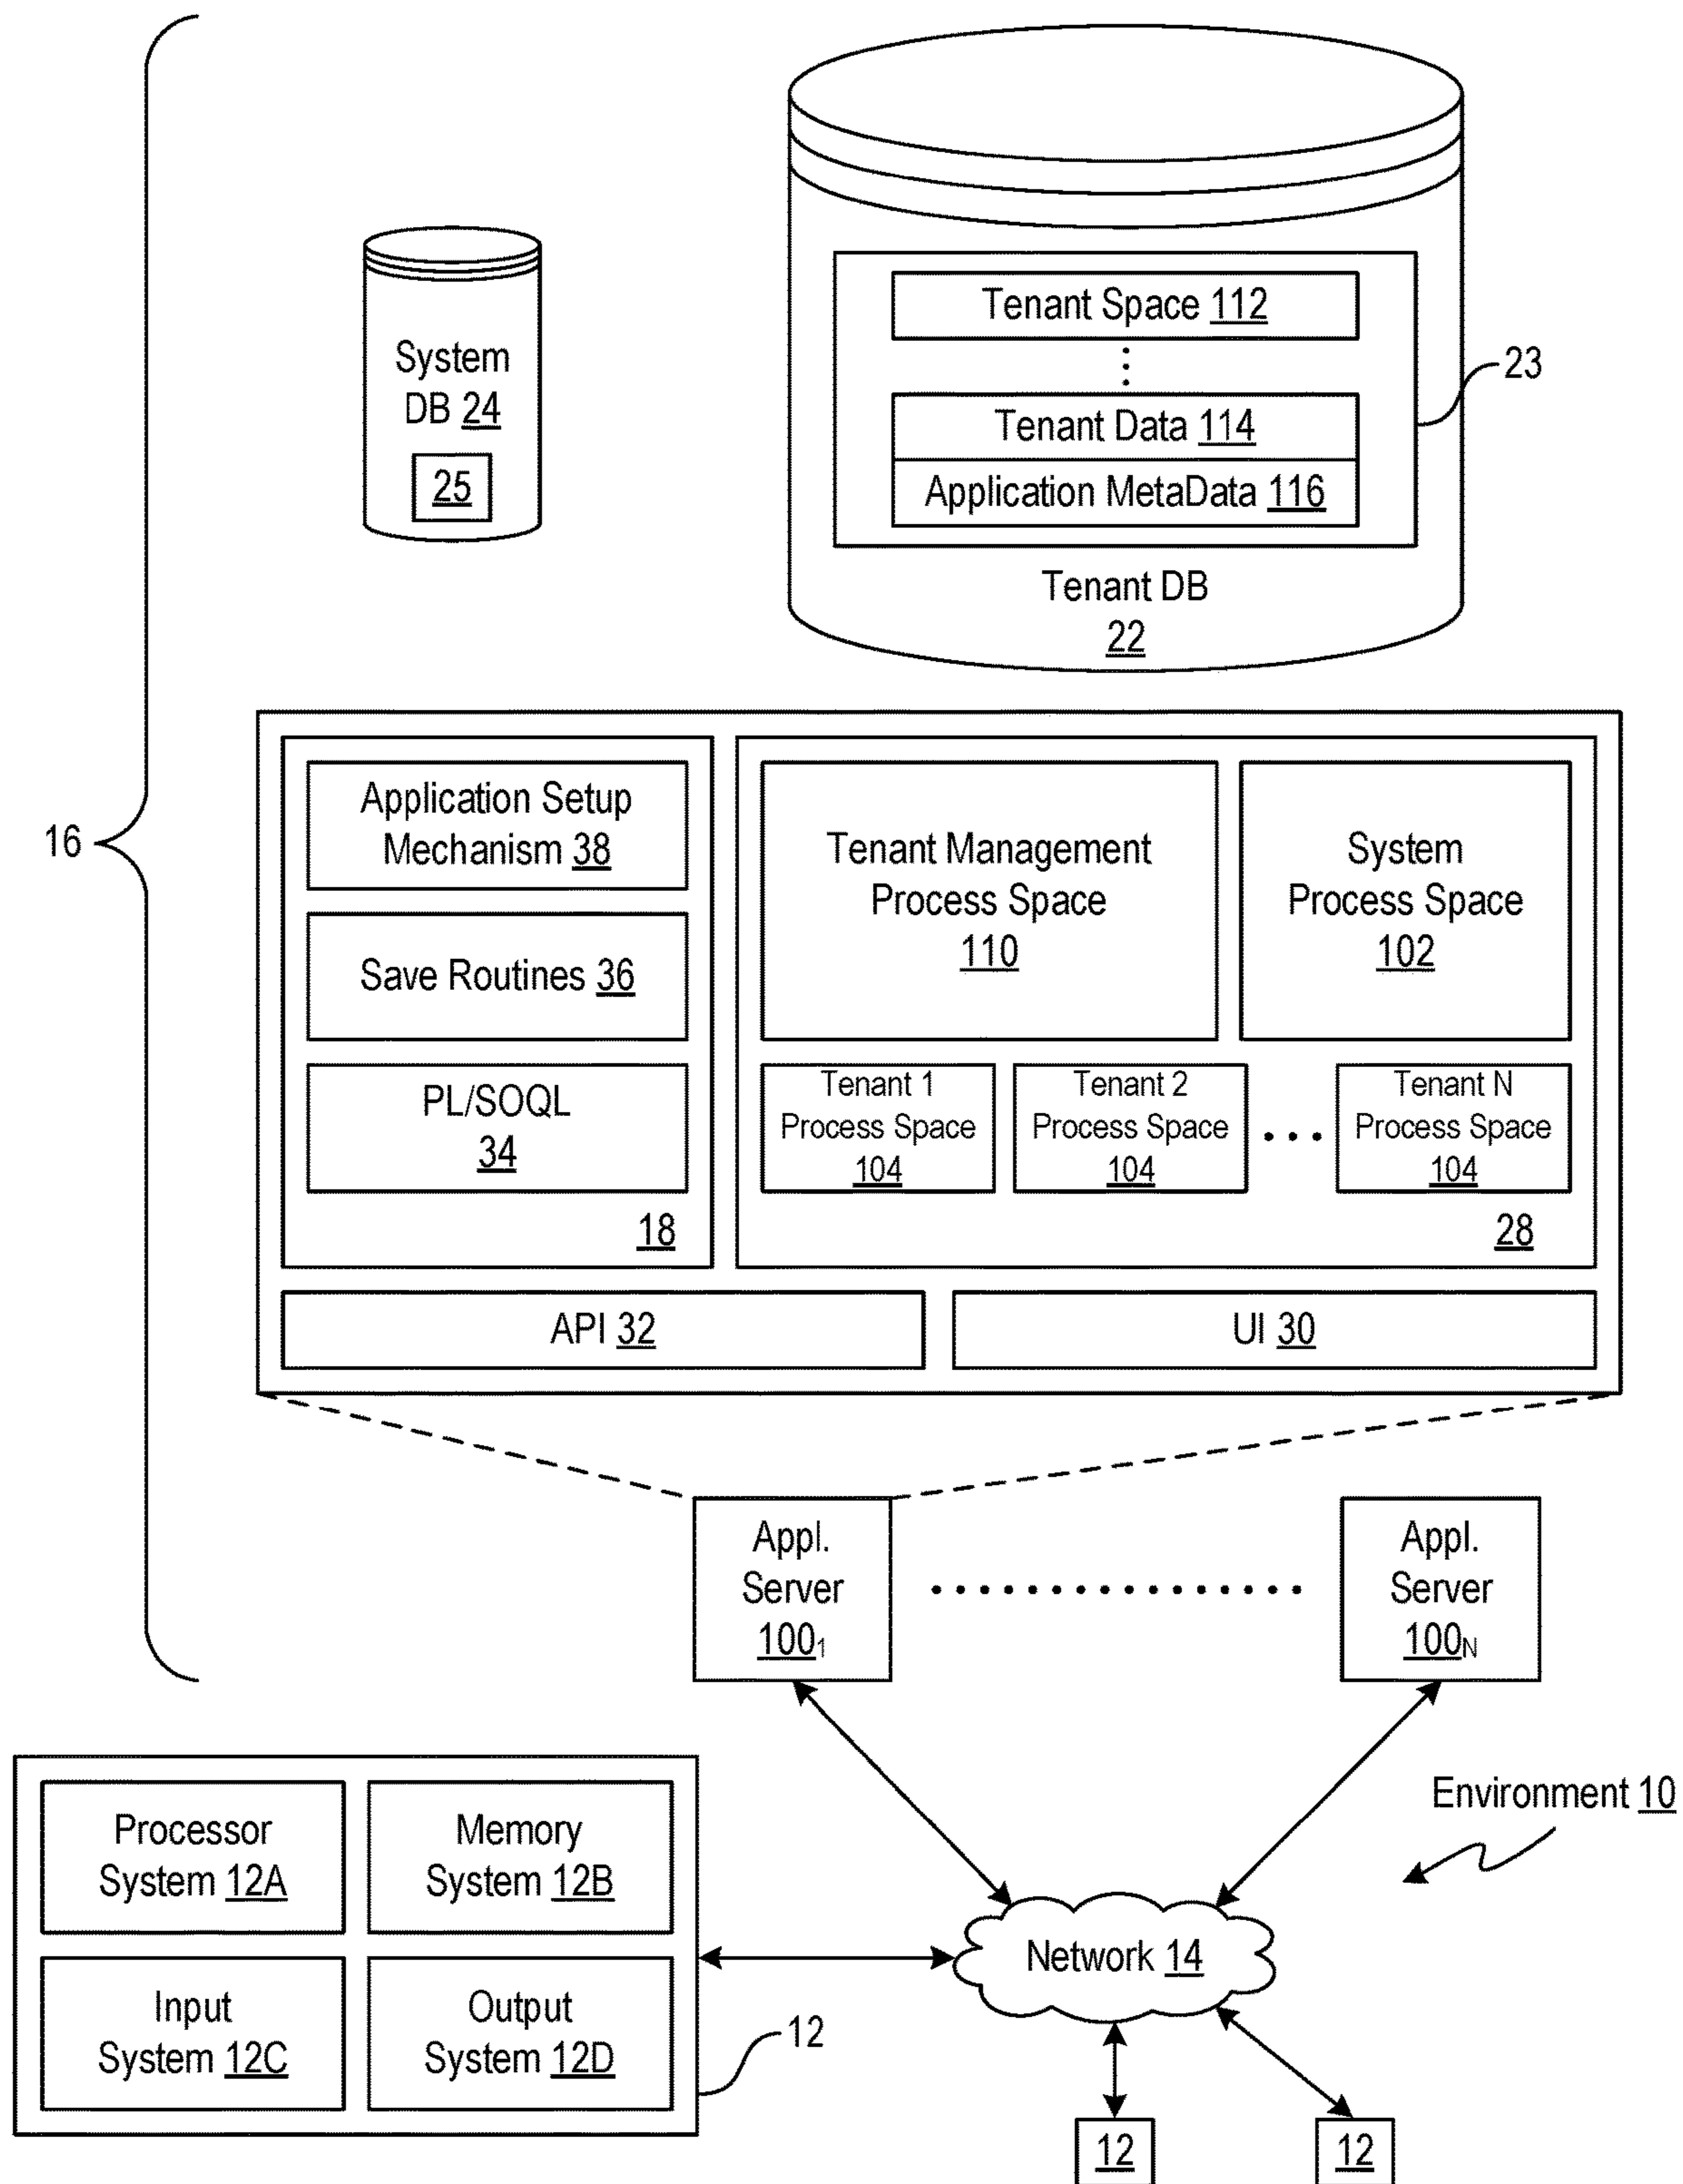 Tenant Space 112
System
DB 24
25
Tenant Data 114
Application MetaData 116
23
Tenant DB
22
16
Application Setup
Mechanism 38
Save Routines 36
PL/SOQL
34
18
Tenant Management
Process Space
110
System
Process Space
102
Tenant 1
Process Space
104
Tenant 2
Process Space
104
Tenant N
Process Space
104
28
API 32
UI 30
Appl.
Server
1001
Appl.
Server
100N
Environment 10
Processor
System 12A
Memory
System 12B
Input
System 12C
Output
System 12D
12
Network 14
12
12